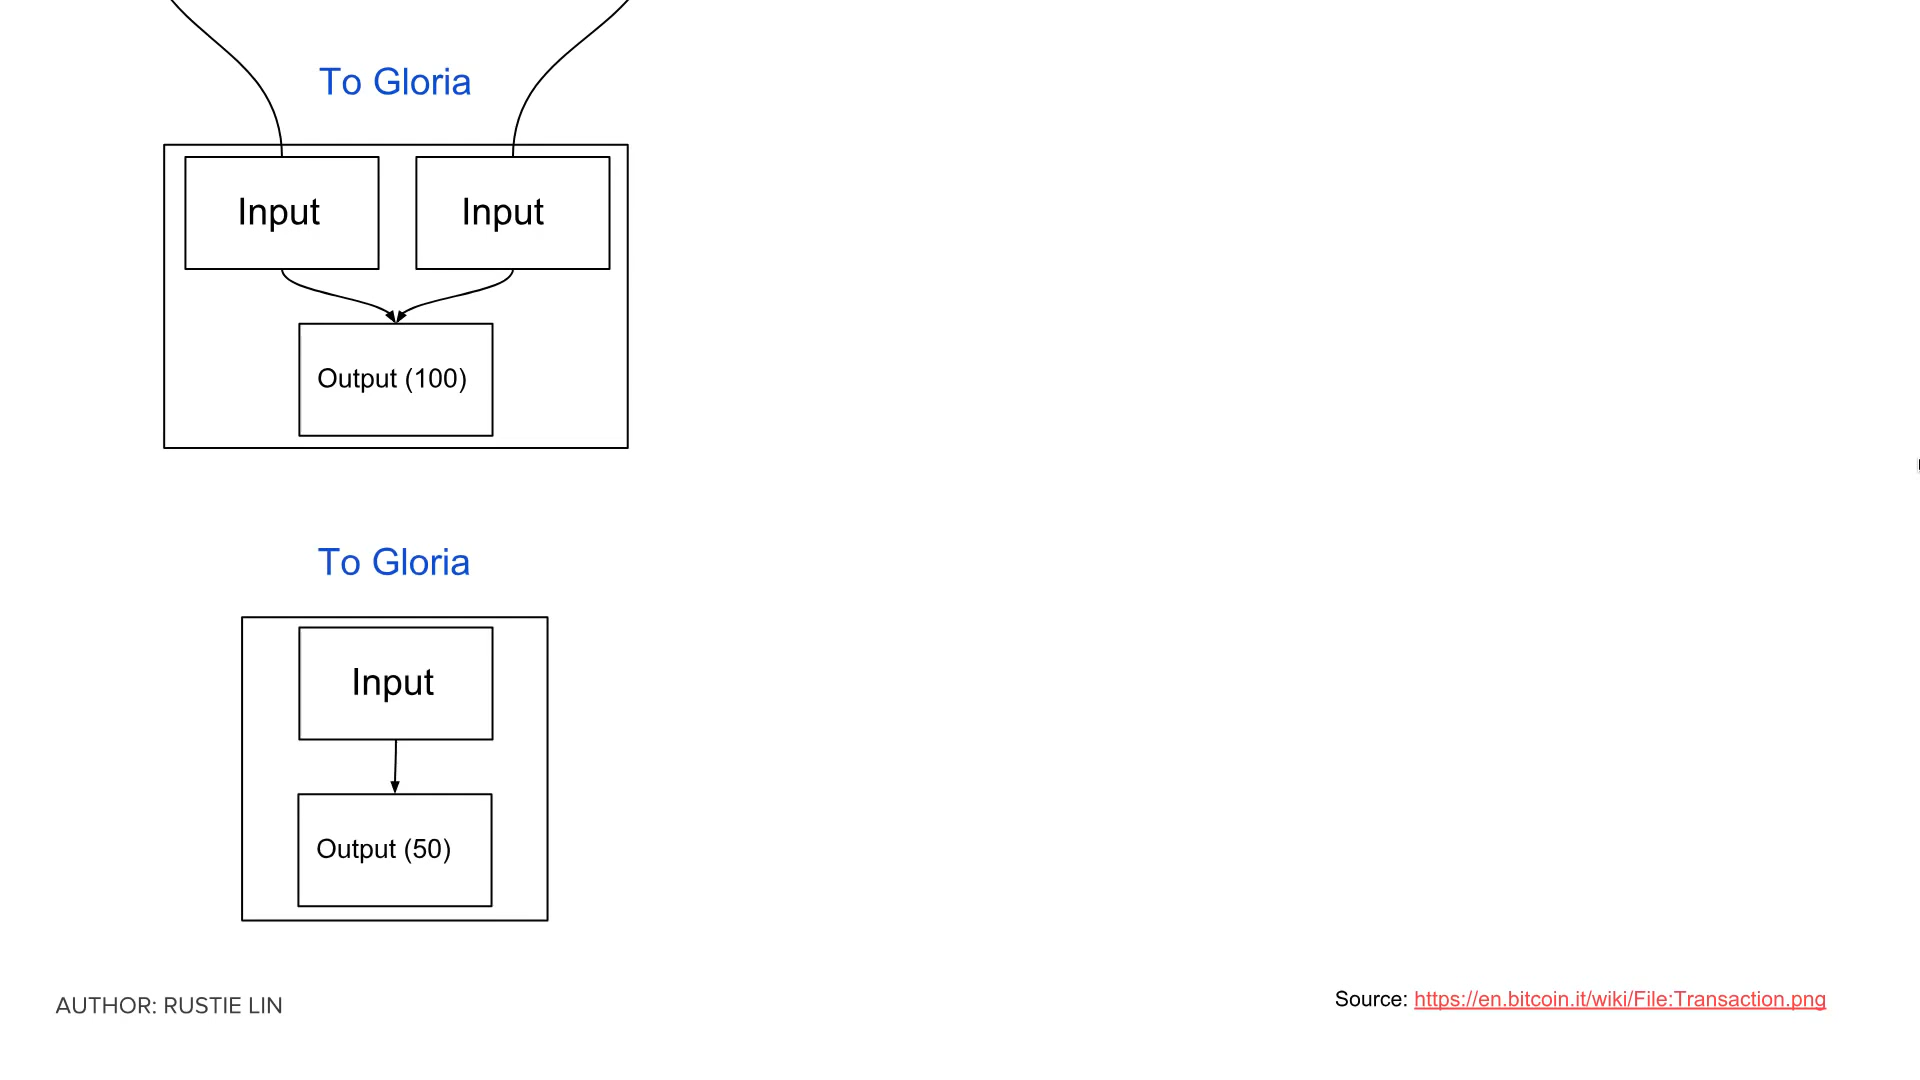 To Gloria
Input
Input
Output (100)
To Gloria
Input
Output (50)
AUTHOR: RUSTIE LIN
Source: https://en.bitcoin.it/wiki/File:Transaction.png